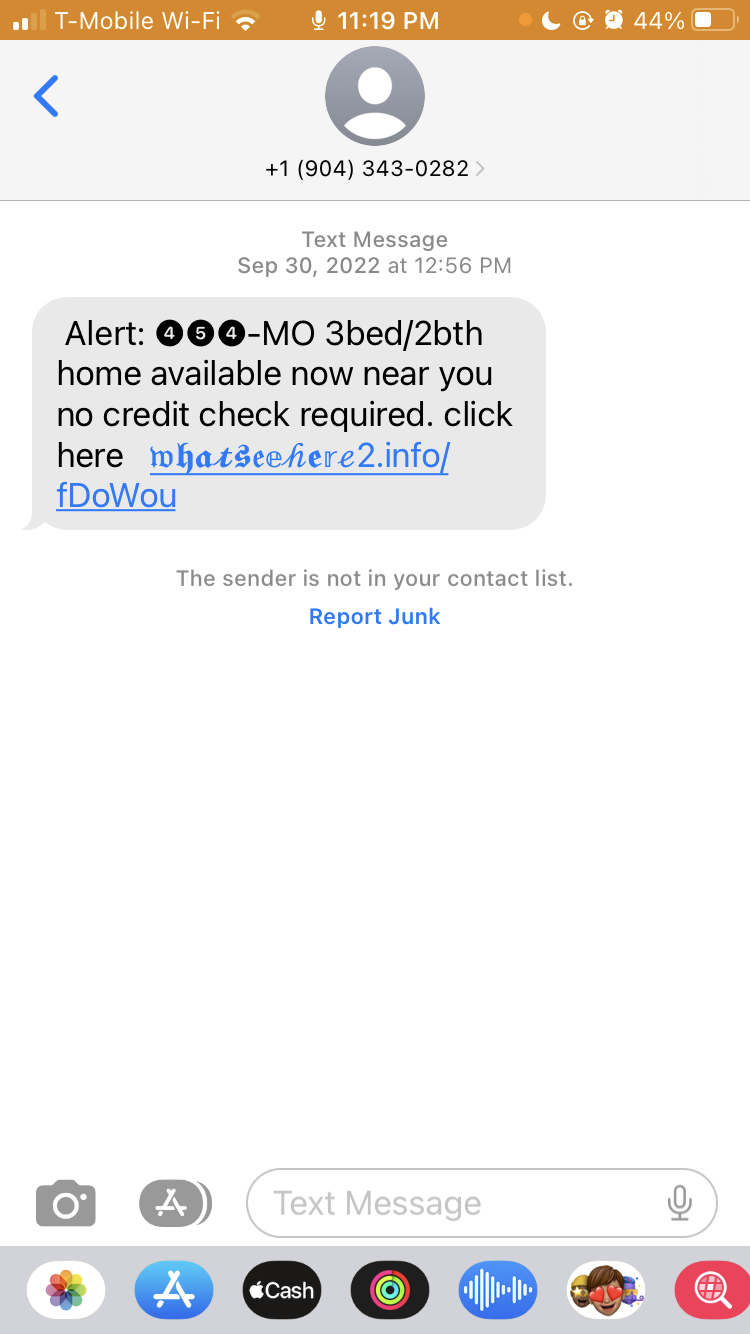 T-Mobile Wi-Fi 11:19 PM 44%
+1 (904) 343-0282
Text Message
Sep 30, 2022 at 12:56 PM
Alert: ❹❺❹-MO 3bed/2bth
home available now near you
no credit check required. click
here 𝔴𝖍𝖆𝓽𝕾𝖊𝕖𝒽𝖊𝕣𝑒2.info/
fDoWou
The sender is not in your contact list.
Report Junk
Text Message
Cash